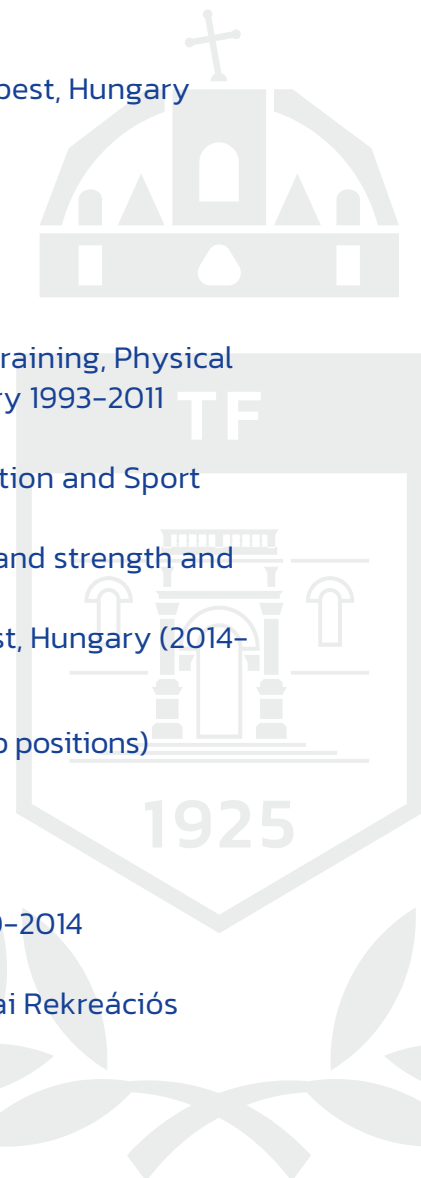 pest, Hungary
raining, Physical
ry 1993-2011
TF
tion and Sport
and strength and
st, Hungary (2014-
positions)
1925
-2014
ai Rekreációs